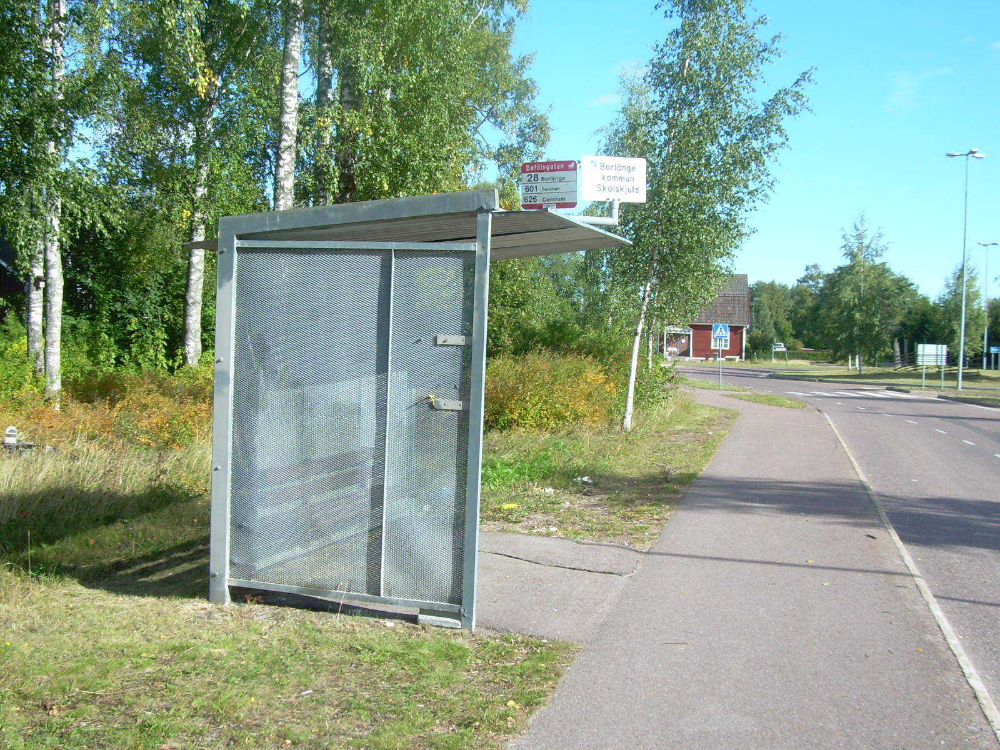 Befälsgatan
28 Borlänge
601 Centrum
626 Centrum
Borlänge
kommun
Skolskjuts